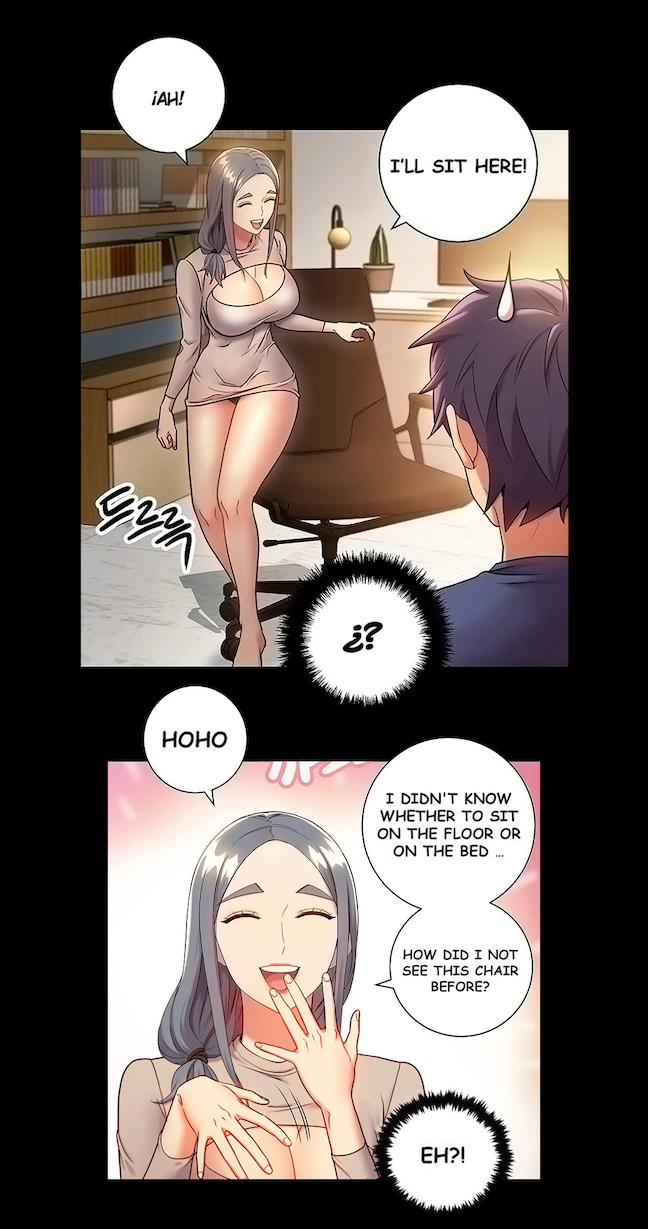 ¡AH!
I'LL SIT HERE!
드르륵
¿?
HOHO
I DIDN'T KNOW
WHETHER TO SIT
ON THE FLOOR OR
ON THE BED ...
HOW DID I NOT
SEE THIS CHAIR
BEFORE?
EH?!